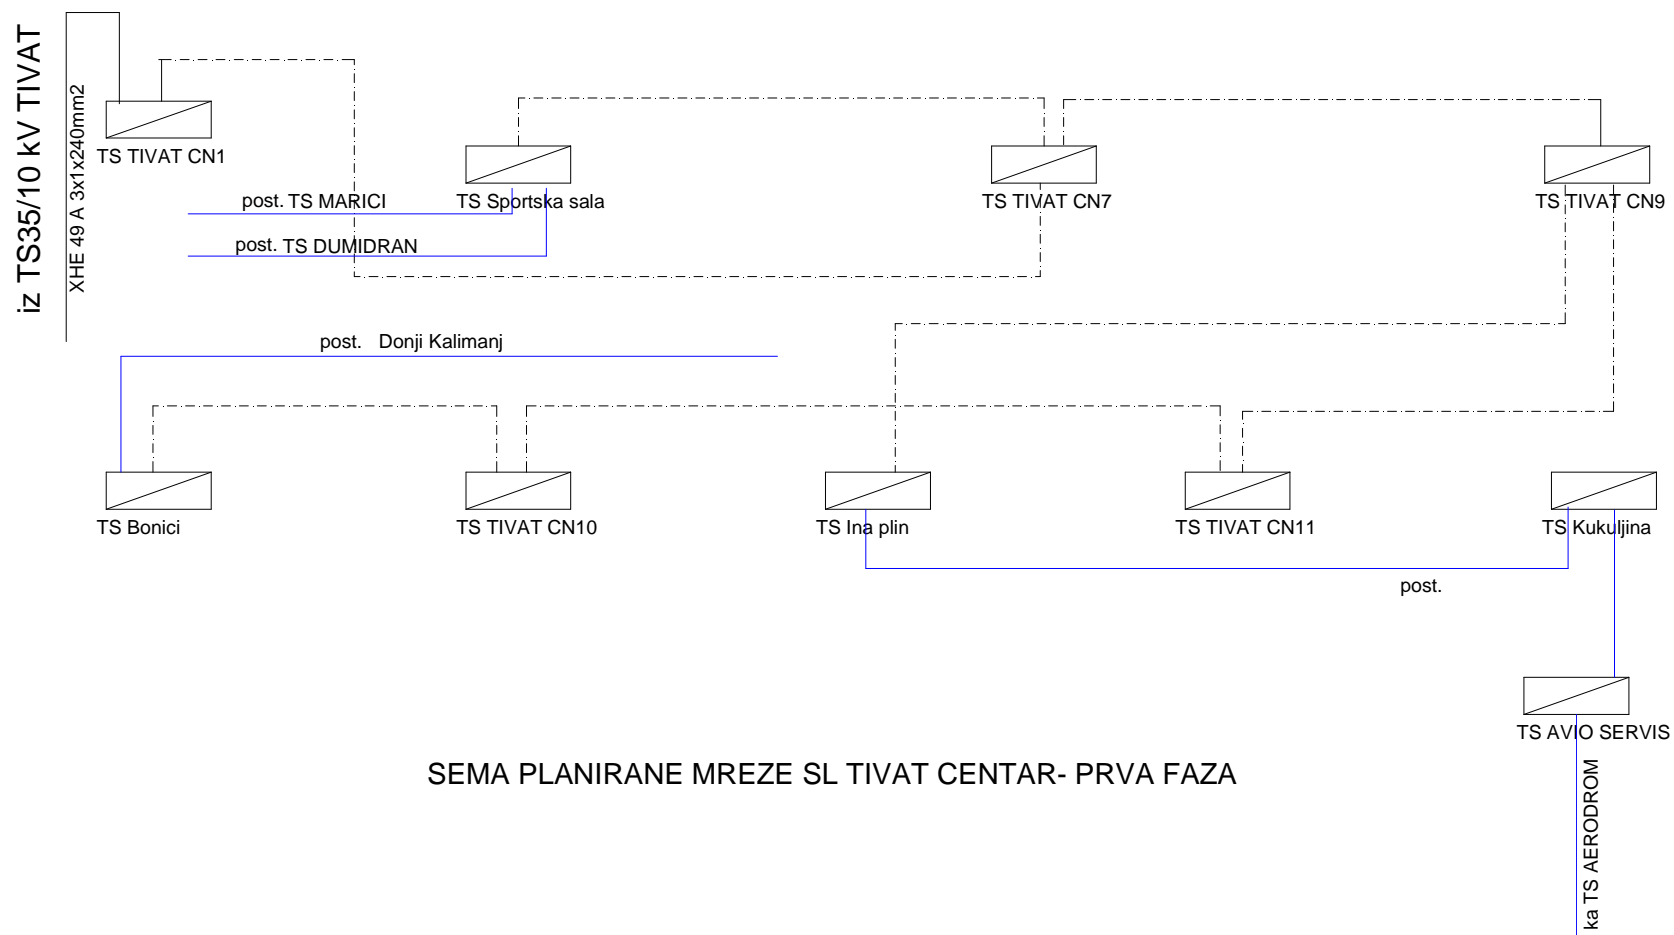 iz TS35/10 kV TIVAT
XHE 49 A 3x1x240mm2
TS TIVAT CN1
TS Sportska sala
TS TIVAT CN7
TS TIVAT CN9
post. TS MARICI
post. TS DUMIDRAN
post. Donji Kalimanj
TS Bonici
TS TIVAT CN10
TS Ina plin
TS TIVAT CN11
TS Kukuljina
post.
TS AVIO SERVIS
SEMA PLANIRANE MREZE SL TIVAT CENTAR- PRVA FAZA
ka TS AERODROM